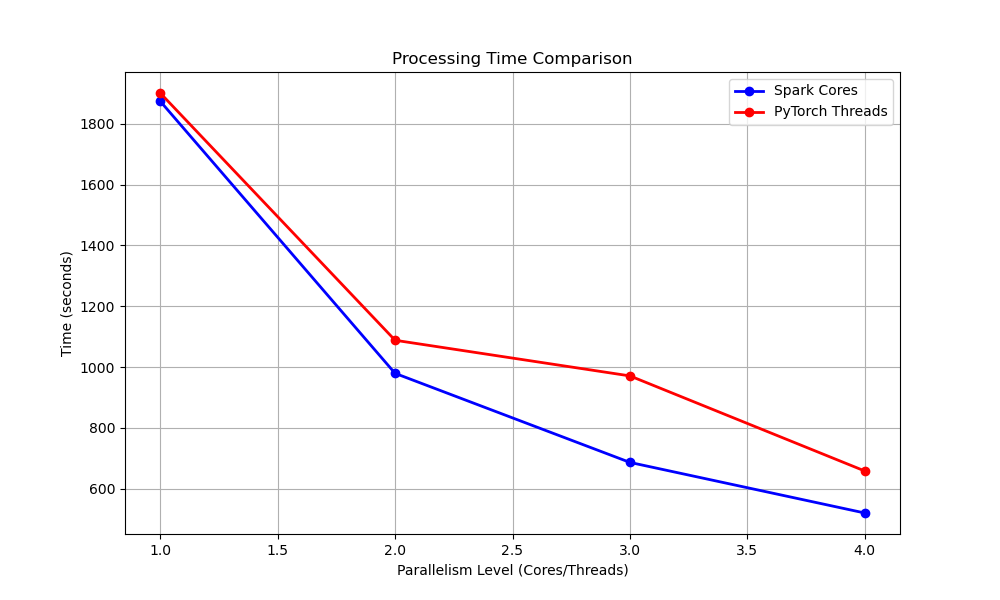 Processing Time Comparison
Spark Cores
PyTorch Threads
Time (seconds)
1800
1600
1400
1200
1000
800
600
1.0 1.5 2.0 2.5 3.0 3.5 4.0
Parallelism Level (Cores/Threads)